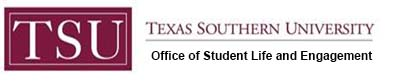 TSU
TEXAS SOUTHERN UNIVERSITY
Office of Student Life and Engagement